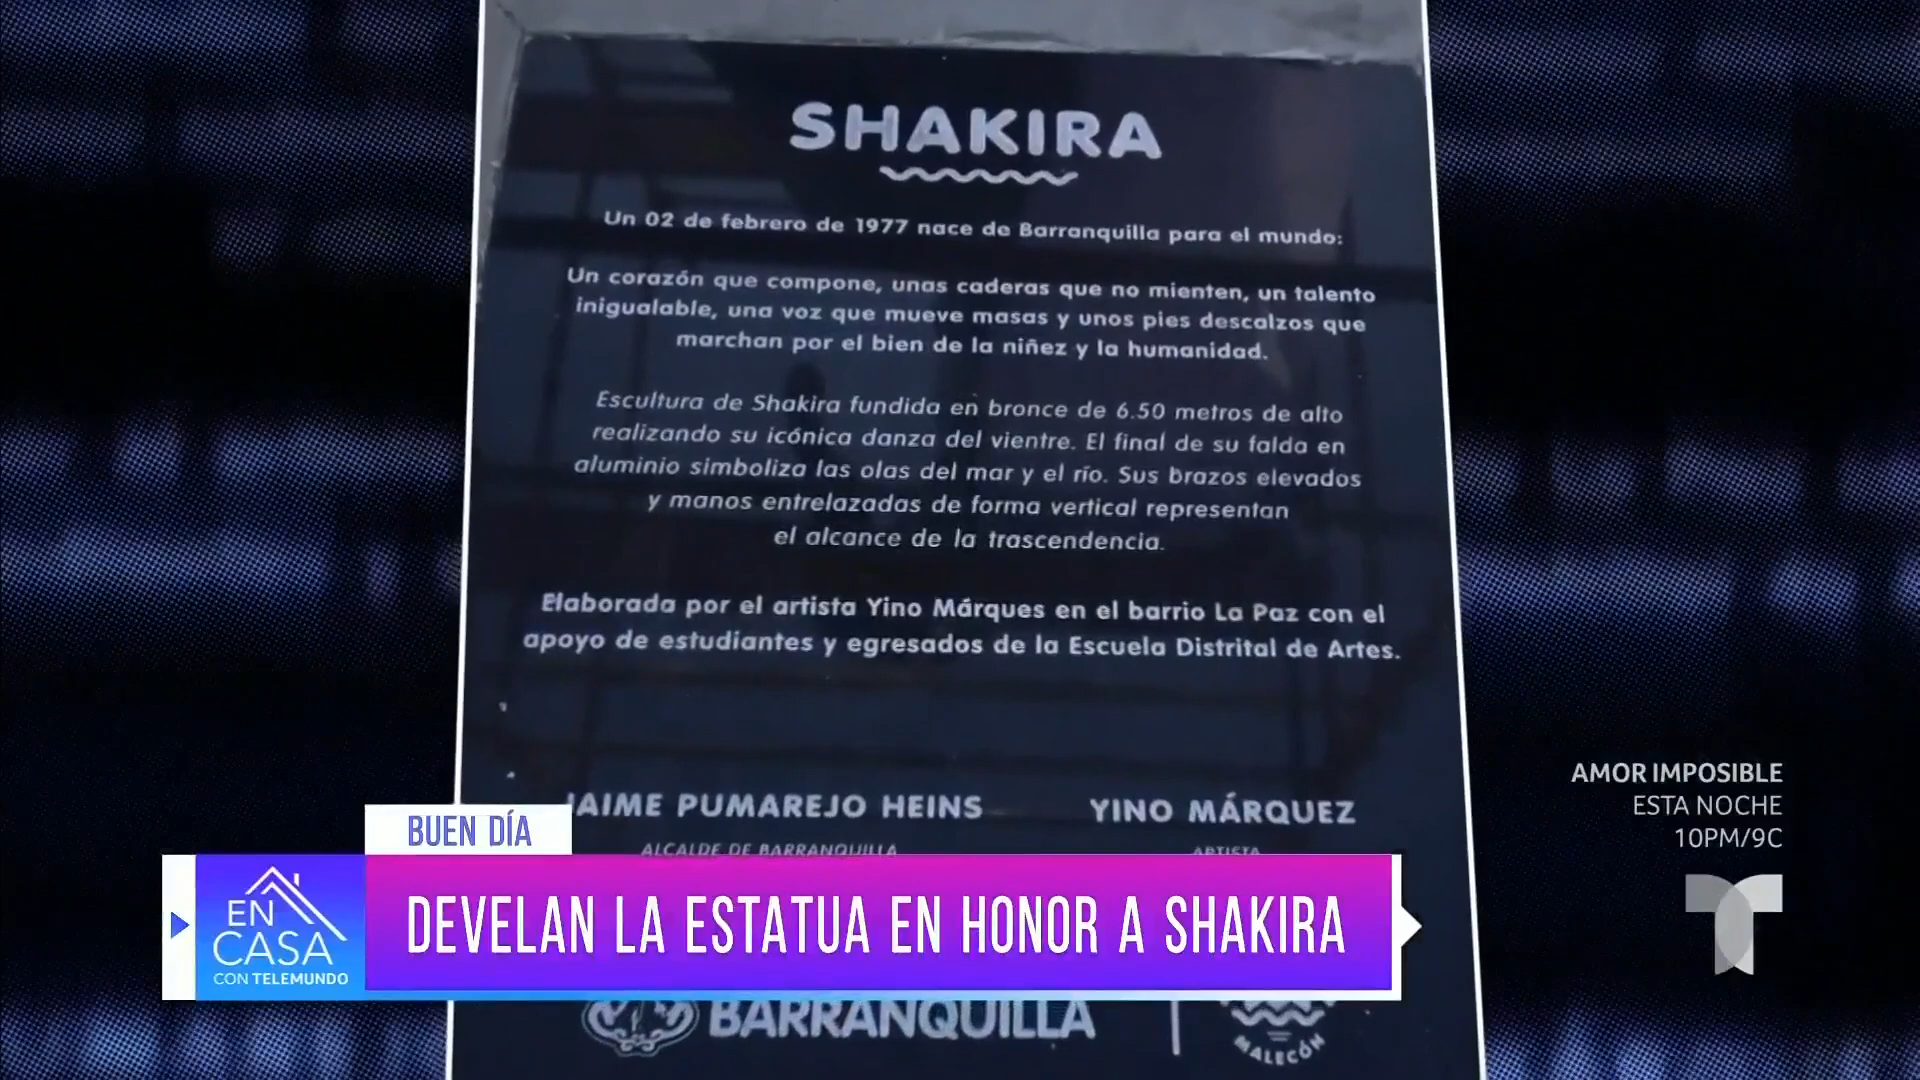 SHAKIRA
Un 02 de febrero de 1977 nace de Barranquilla para el mundo:
Un corazón que compone, unas caderas que no mienten, un talento
inigualable, una voz que mueve masas y unos pies descalzos que
marchan por el bien de la niñez y la humanidad.
Escultura de Shakira fundida en bronce de 6.50 metros de alto
realizando su icónica danza del vientre. El final de su falda en
aluminio simboliza las olas del mar y el río. Sus brazos elevados
y manos entrelazadas de forma vertical representan
el alcance de la trascendencia.
Elaborada por el artista Yino Márques en el barrio La Paz con el
apoyo de estudiantes y egresados de la Escuela Distrital de Artes.
JAIME PUMAREJO HEINS
ALCALDE DE BARRANQUILLA
YINO MÁRQUEZ
ARTISTA
BUEN DÍA
EN
CASA
CON TELEMUNDO
DEVELAN LA ESTATUA EN HONOR A SHAKIRA
BARRANQUILLA
MALECÓN
AMOR IMPOSIBLE
ESTA NOCHE
10PM/9C